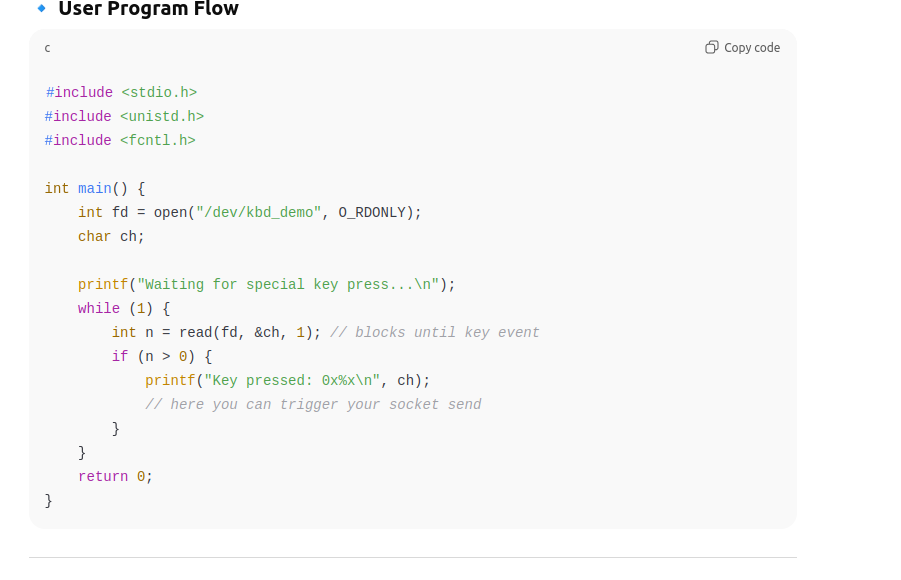 User Program Flow
c
Copy code
#include <stdio.h>
#include <unistd.h>
#include <fcntl.h>
int main() {
    int fd = open("/dev/kbd_demo", O_RDONLY);
    char ch;
    printf("Waiting for special key press...\n");
    while (1) {
        int n = read(fd, &ch, 1); // blocks until key event
        if (n > 0) {
            printf("Key pressed: 0x%x\n", ch);
            // here you can trigger your socket send
        }
    }
    return 0;
}